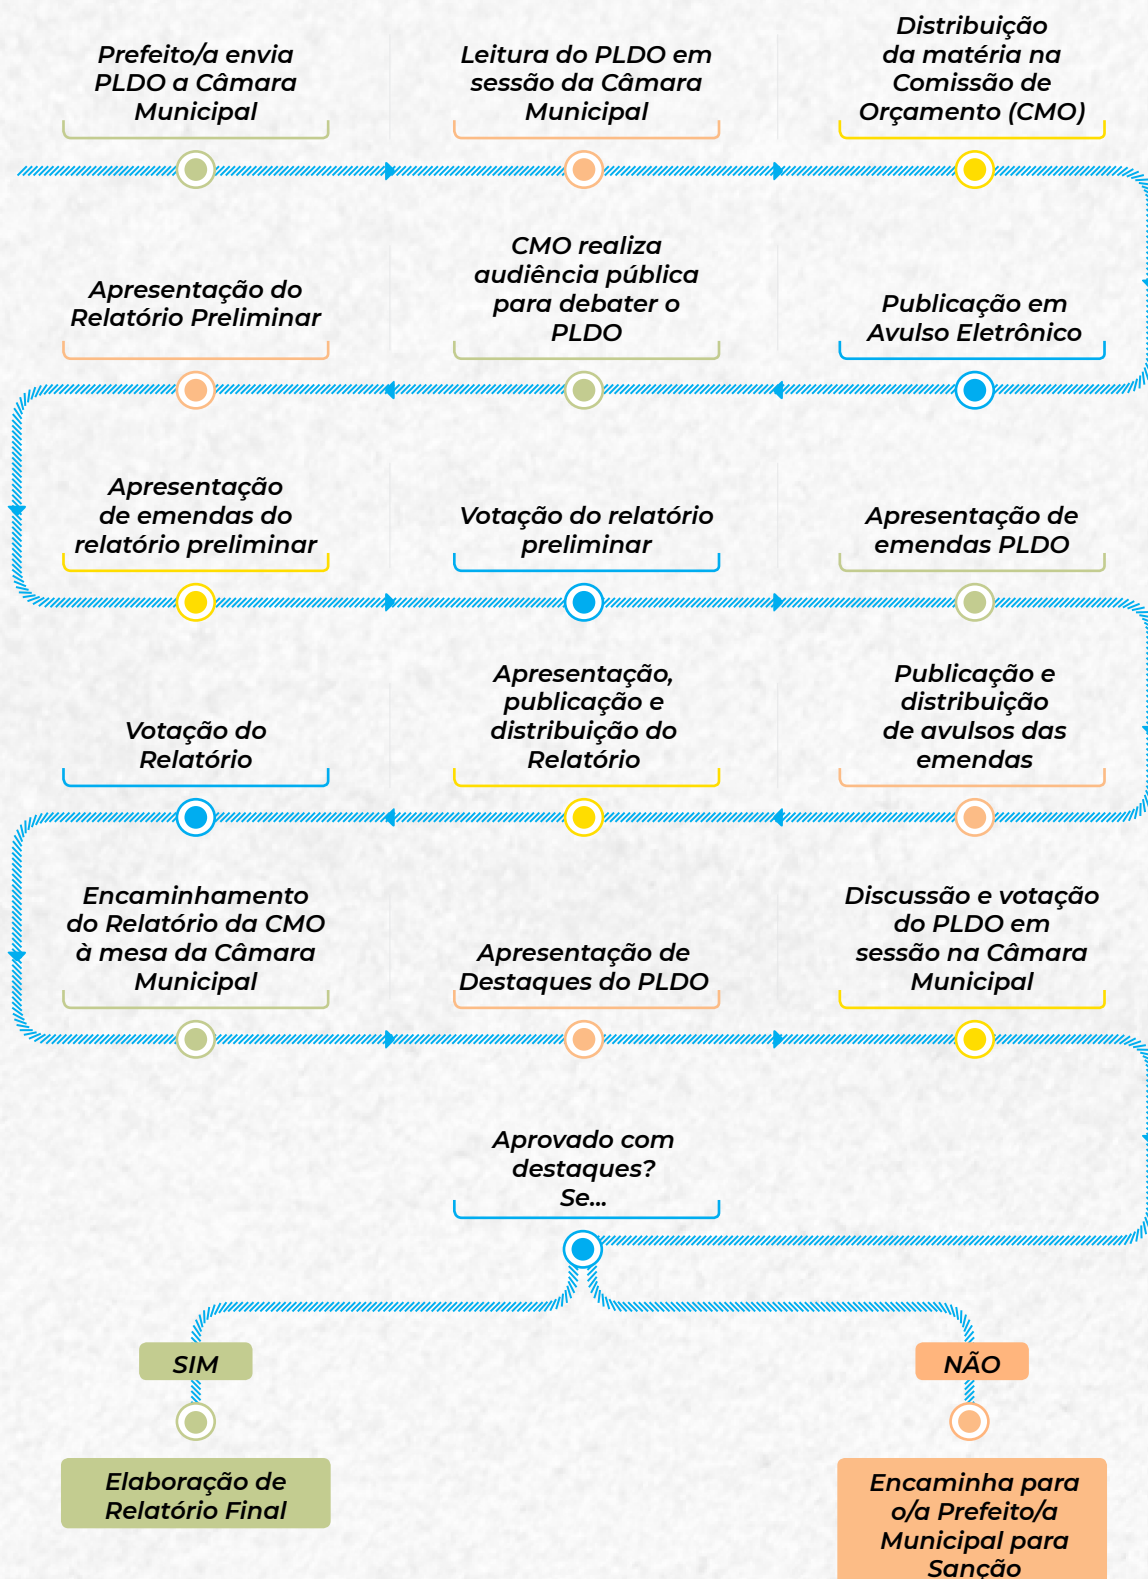 Prefeito/a envia
PLDO a Câmara
Municipal
Leitura do PLDO em
sessão da Câmara
Municipal
Distribuição
da matéria na
Comissão de
Orçamento (CMO)
Publicação em
Avulso Eletrônico
CMO realiza
audiência pública
para debater o
PLDO
Apresentação do
Relatório Preliminar
Apresentação
de emendas do
relatório preliminar
Votação do relatório
preliminar
Apresentação de
emendas PLDO
Publicação e
distribuição
de avulsos das
emendas
Apresentação,
publicação e
distribuição do
Relatório
Votação do
Relatório
Encaminhamento
do Relatório da CMO
à mesa da Câmara
Municipal
Apresentação de
Destaques do PLDO
Discussão e votação
do PLDO em
sessão na Câmara
Municipal
Aprovado com
destaques?
Se...
SIM
Elaboração de
Relatório Final
NÃO
Encaminha para
o/a Prefeito/a
Municipal para
Sanção